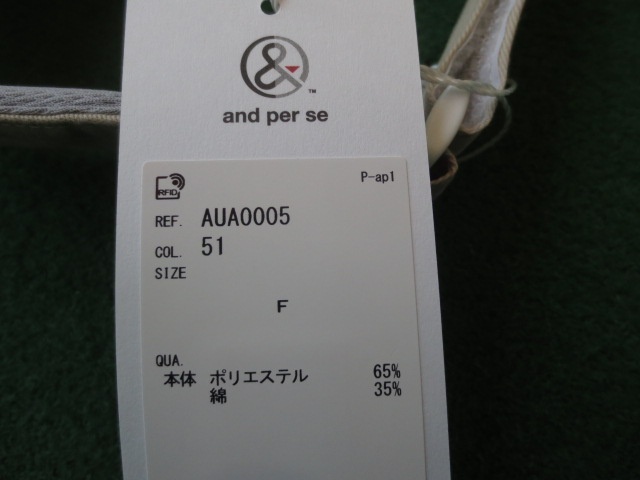 &
™
and per se
P-ap1
RFID
REF. AUA0005
COL. 51
SIZE
F
QUA.
本体 ポリエステル 65%
綿 35%